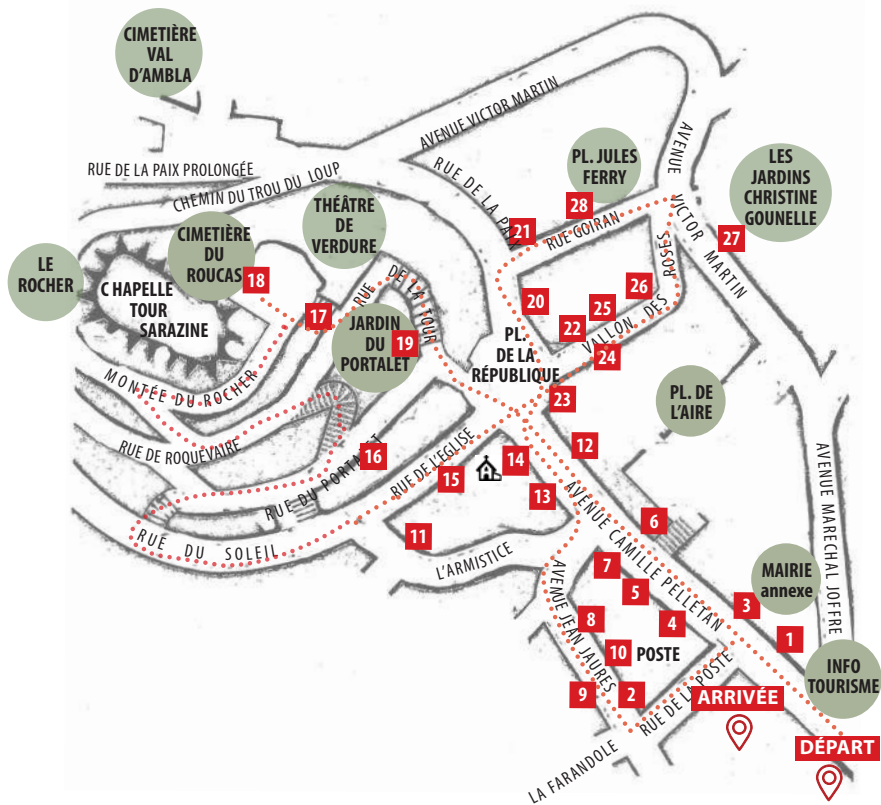 CIMETIÈRE
VAL
D'AMBLA
AVENUE VICTOR MARTIN
AVENUE
VICTOR MARTIN
RUE DE LA PAIX PROLONGÉE
CHEMIN DU TROU DU LOUP
RUE DE LA PAIX
PL. JULES
FERRY
LES
JARDINS
CHRISTINE
GOUNELLE
THÉÂTRE
DE
VERDURE
CIMETIÈRE
DU
ROUCAS
18
LE
ROCHER
CHAPELLE
TOUR
SARAZINE
21
28
RUE GOIRAN
27
17
RUE DE LA TOUR
JARDIN
DU
PORTALET
19
20
22
25
26
VALLON DES ROSES
24
PL.
DE LA
RÉPUBLIQUE
23
PL. DE
L'AIRE
MONTÉE DU ROCHER
RUE DE ROQUEVAIRE
RUE DU PORTALET
16
RUE DE L'EGLISE
15
14
13
12
RUE DU SOLEIL
11
L'ARMISTICE
AVENUE CAMILLE PELLETAN
6
7
5
4
3
1
AVENUE MARECHAL JOFFRE
MAIRIE
annexe
AVENUE JEAN JAURES
8
10
POSTE
9
2
RUE DE LA POSTE
INFO
TOURISME
ARRIVÉE
DÉPART
LA FARANDOLE